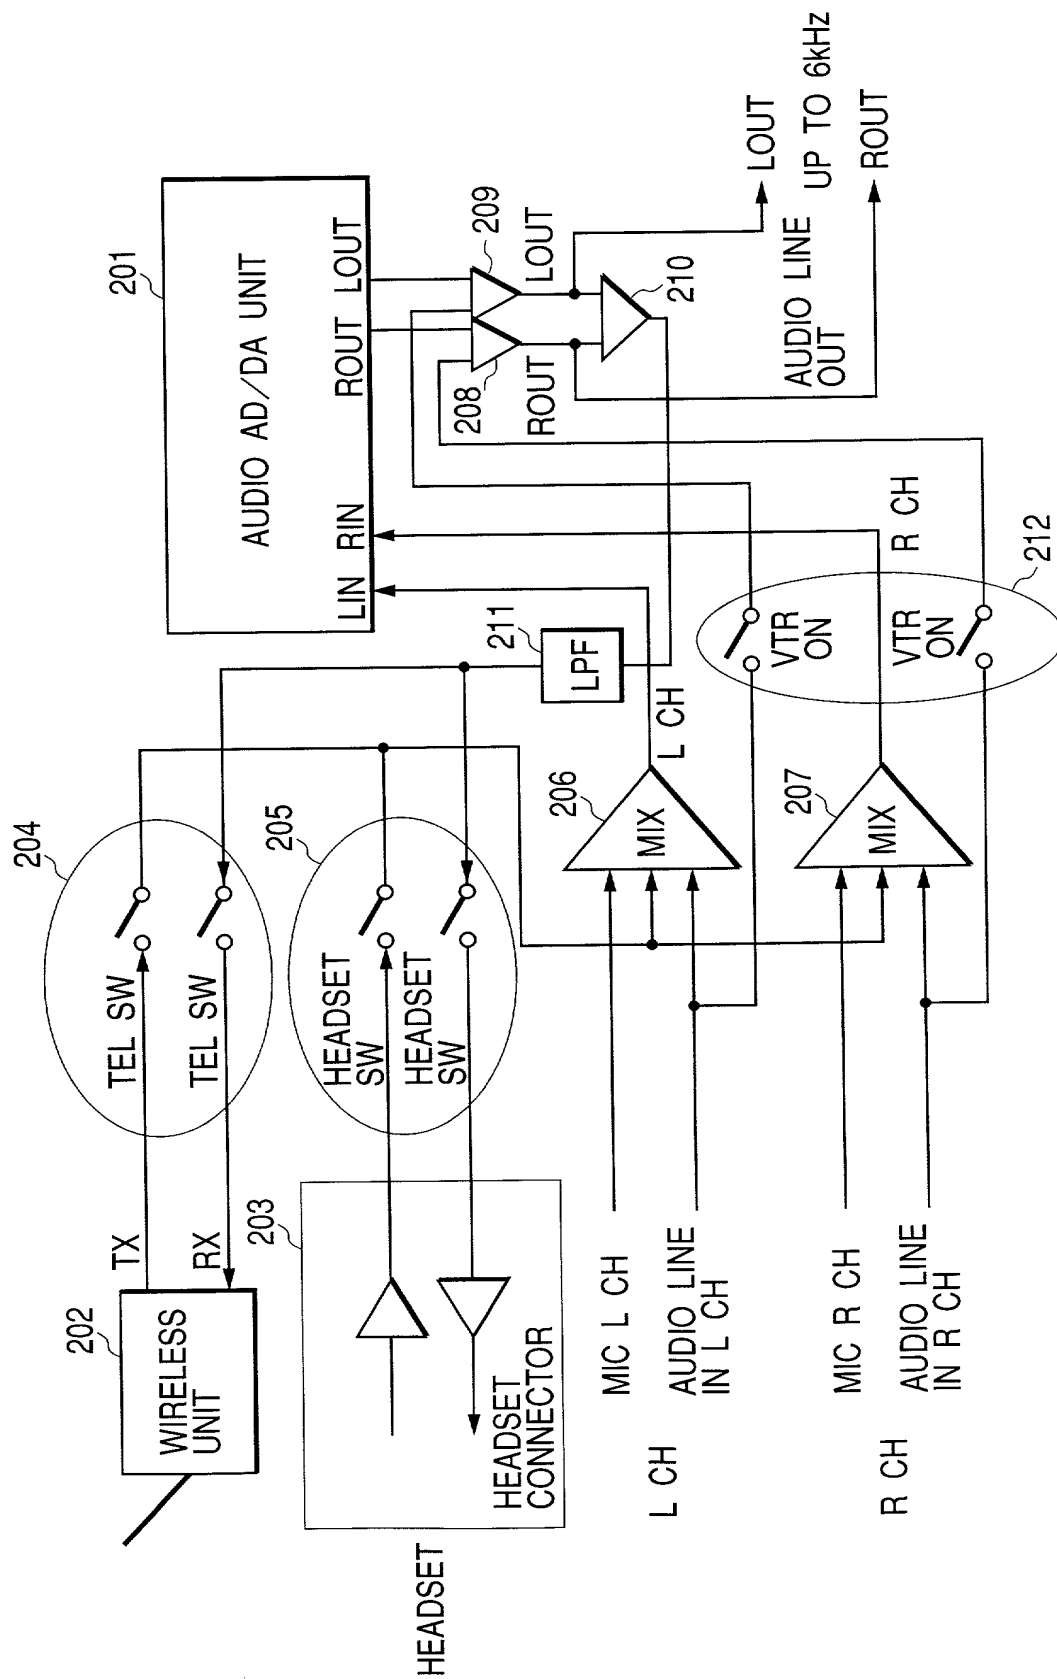 204
202
WIRELESS
UNIT
TX
RX
TEL SW
TEL SW
203
HEADSET
HEADSET
CONNECTOR
205
HEADSET
SW
HEADSET
SW
201
AUDIO AD/DA UNIT
LIN
RIN
ROUT
LOUT
211
LPF
208
209
ROUT
LOUT
210
LOUT
UP TO 6kHz
AUDIO LINE
OUT
ROUT
L CH
MIC L CH
AUDIO LINE
IN L CH
206
MIX
L CH
VTR
ON
R CH
MIC R CH
AUDIO LINE
IN R CH
207
MIX
R CH
VTR
ON
212